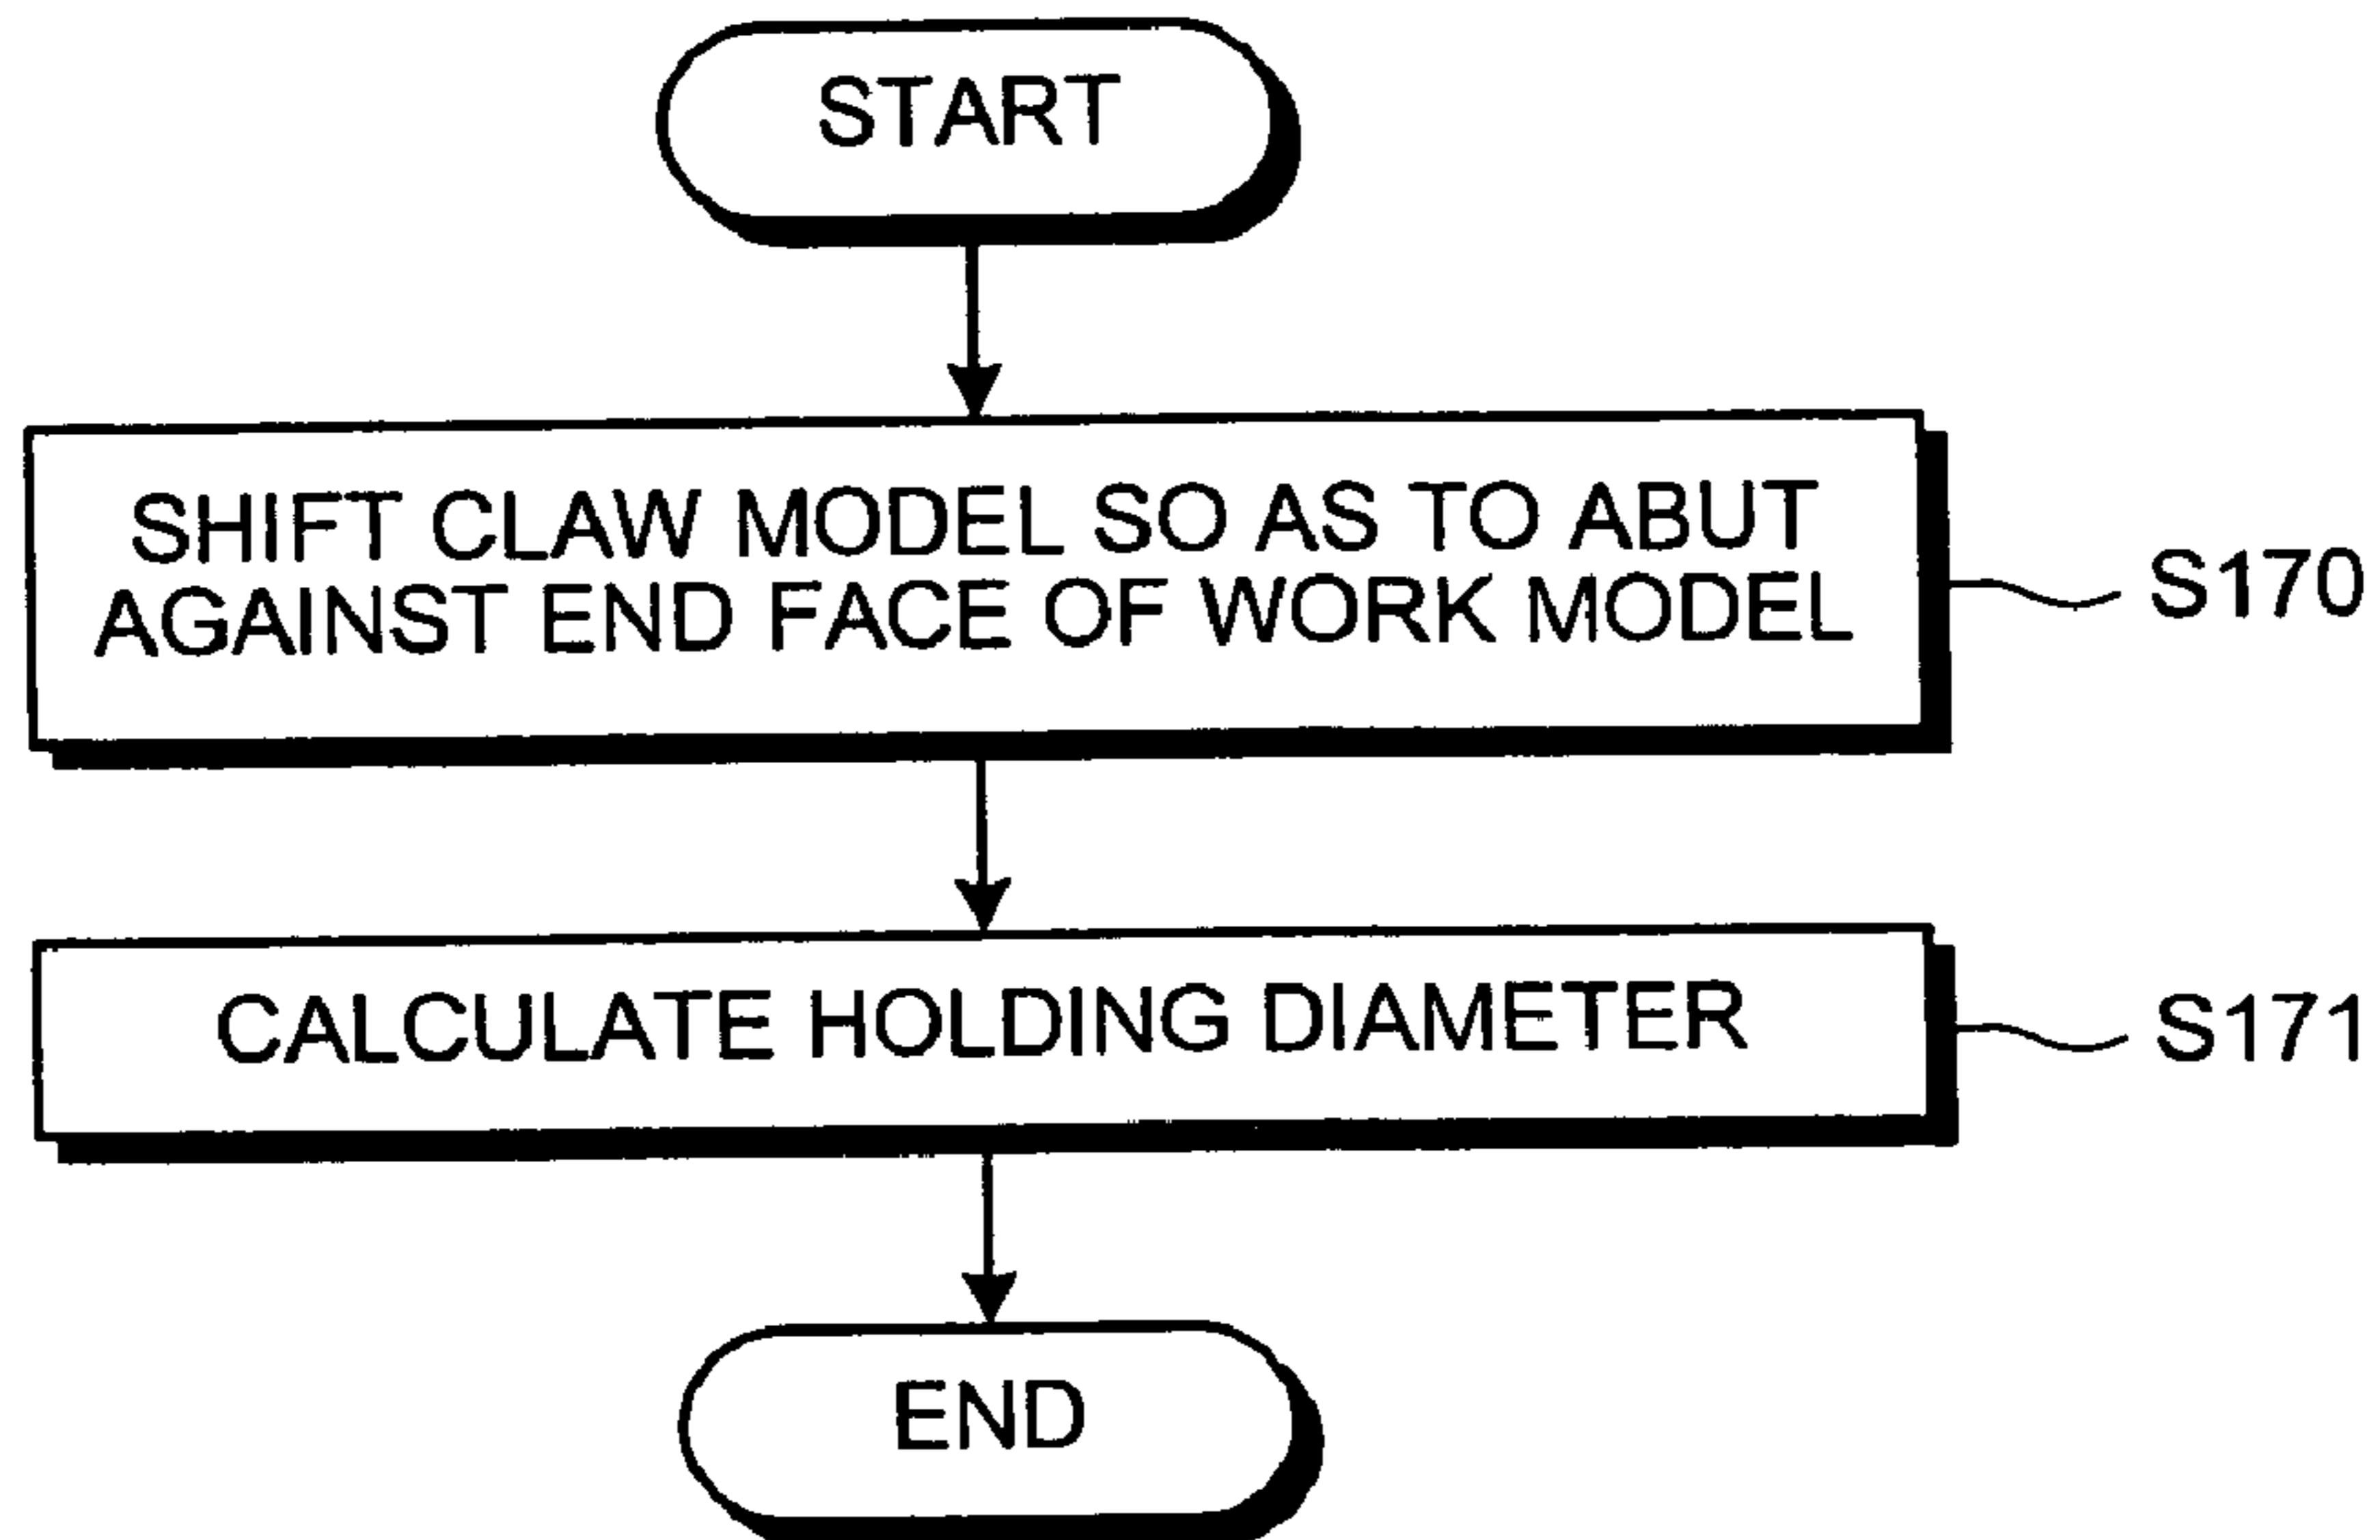 START
SHIFT CLAW MODEL SO AS TO ABUT
AGAINST END FACE OF WORK MODEL
S170
CALCULATE HOLDING DIAMETER
S171
END